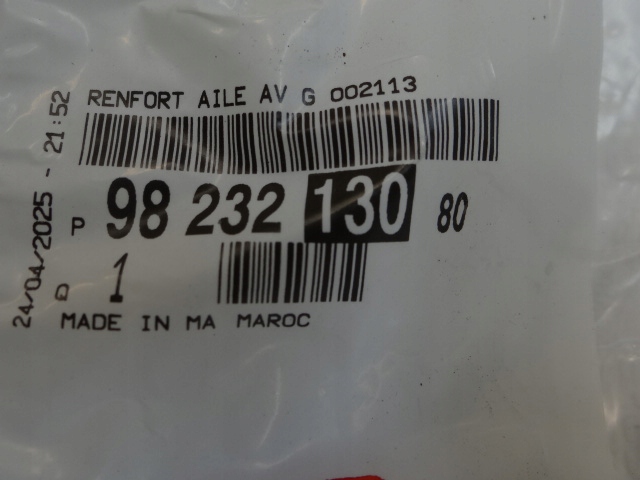 RENFORT AILE AV G 002113
P 98 232 130 80
Q 1
MADE IN MA MAROC
24/04/2025 - 21:52